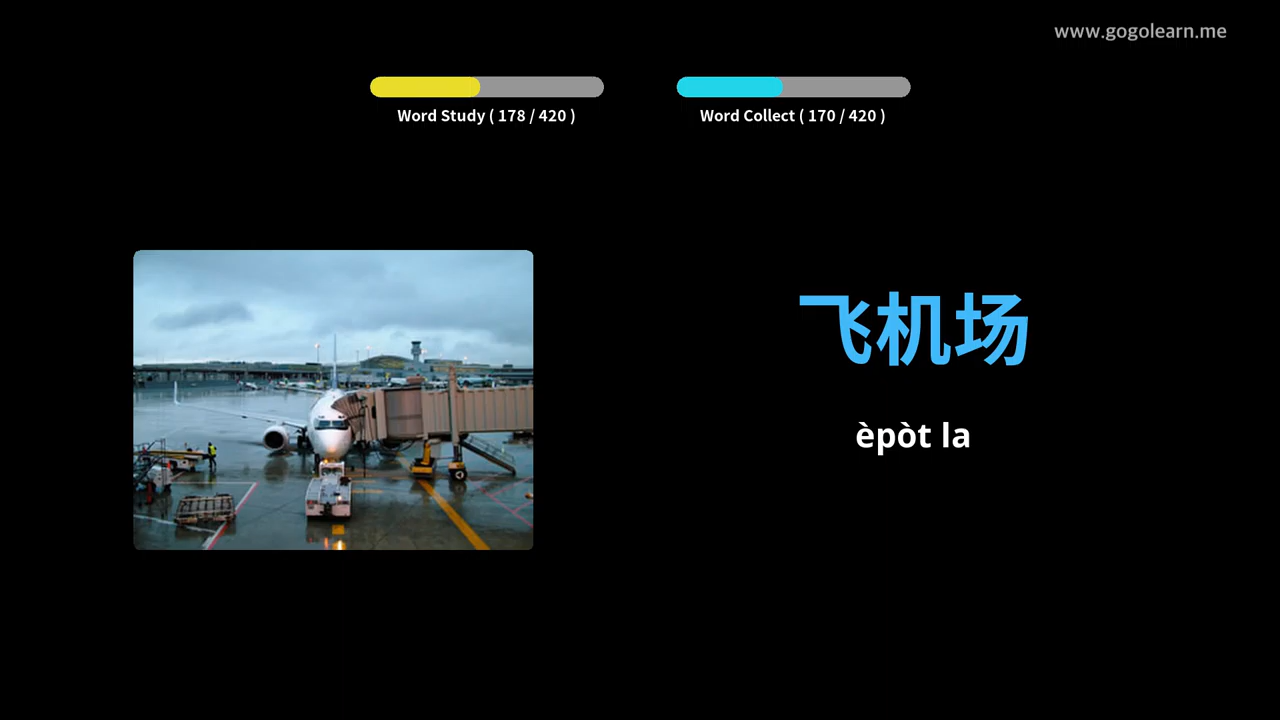 www.gogolearn.me
Word Study ( 178 / 420 )
Word Collect ( 170 / 420 )
飞机场
èpòt la